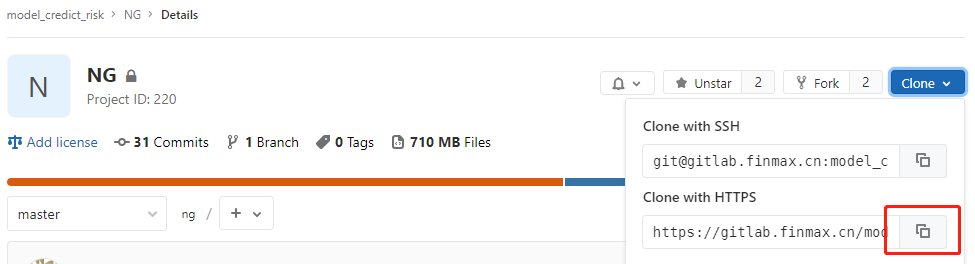 model_credict_risk > NG > Details
N
NG
Project ID: 220
Unstar 2
Fork 2
Clone
Add license
31 Commits
1 Branch
0 Tags
710 MB Files
Clone with SSH
git@gitlab.finmax.cn:model_c
Clone with HTTPS
https://gitlab.finmax.cn/mod
master
ng / +